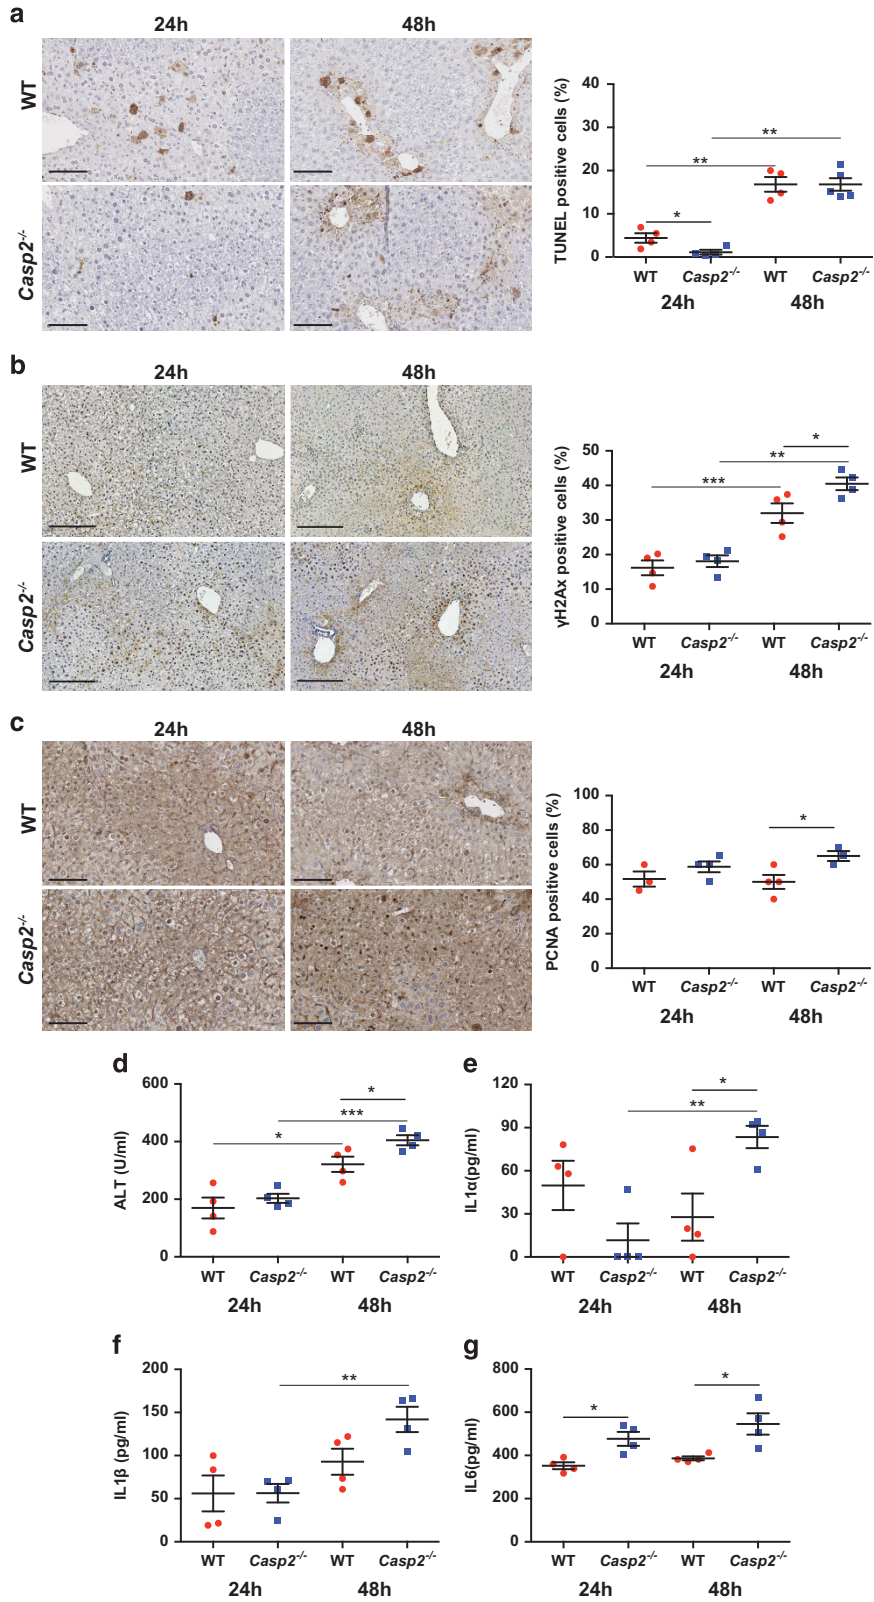 a
24h 48h
WT
Casp2-/-
TUNEL positive cells (%)
40
30
20
10
0
**
**
*
WT Casp2-/- WT Casp2-/-
24h 48h
b
24h 48h
WT
Casp2-/-
γH2Ax positive cells (%)
50
40
30
20
10
0
*
**
***
WT Casp2-/- WT Casp2-/-
24h 48h
c
24h 48h
WT
Casp2-/-
PCNA positive cells (%)
100
80
60
40
20
0
*
WT Casp2-/- WT Casp2-/-
24h 48h
d
ALT (U/ml)
600
400
200
0
*
***
*
WT Casp2-/- WT Casp2-/-
24h 48h
e
IL1α(pg/ml)
120
90
60
30
0
*
**
WT Casp2-/- WT Casp2-/-
24h 48h
f
IL1β (pg/ml)
200
150
100
50
0
**
WT Casp2-/- WT Casp2-/-
24h 48h
g
IL6(pg/ml)
800
600
400
200
0
*
*
WT Casp2-/- WT Casp2-/-
24h 48h